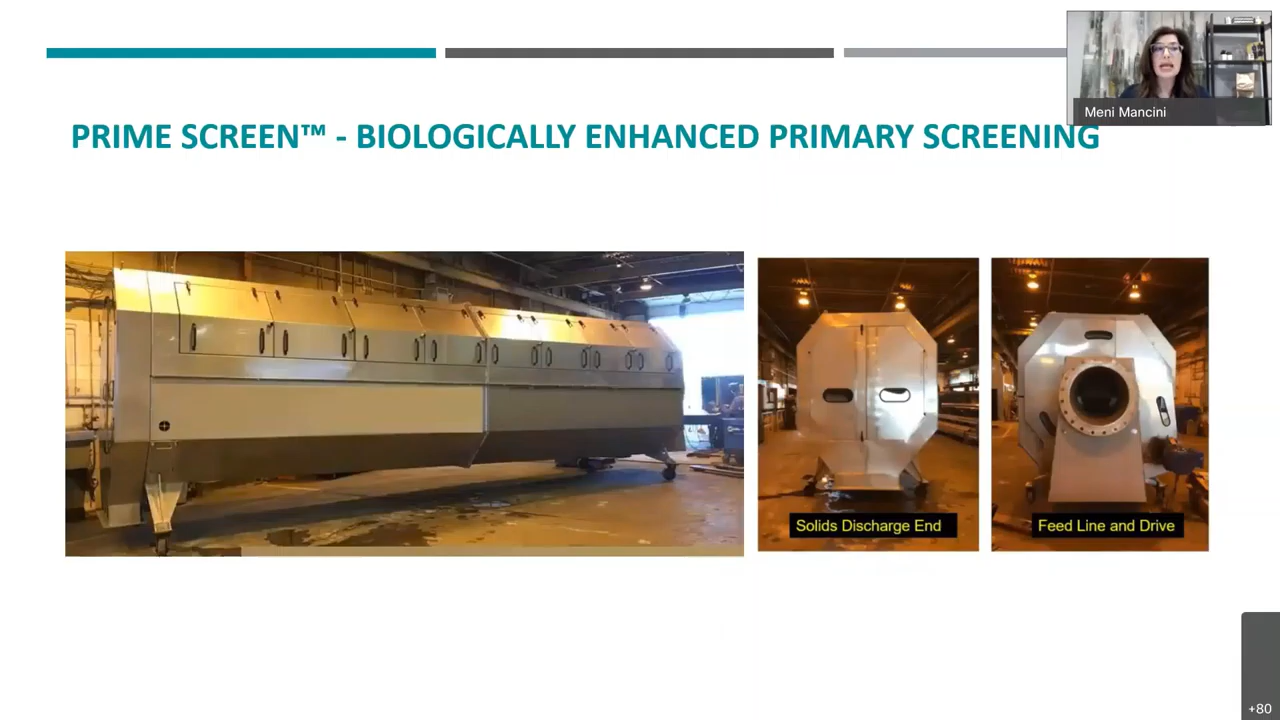 Meni Mancini
PRIME SCREEN™ - BIOLOGICALLY ENHANCED PRIMARY SCREENING
Solids Discharge End
Feed Line and Drive
+80